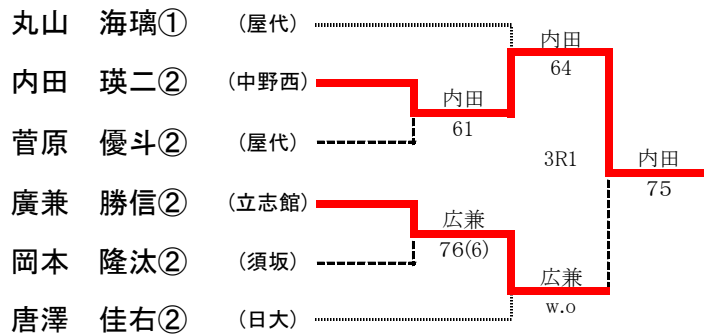 丸山 海璃① (屋代)
内田
64
内田 瑛二② (中野西)
内田
61
菅原 優斗② (屋代)
3R1
内田
75
廣兼 勝信② (立志館)
広兼
76(6)
岡本 隆汰② (須坂)
広兼
w.o
唐澤 佳右② (日大)